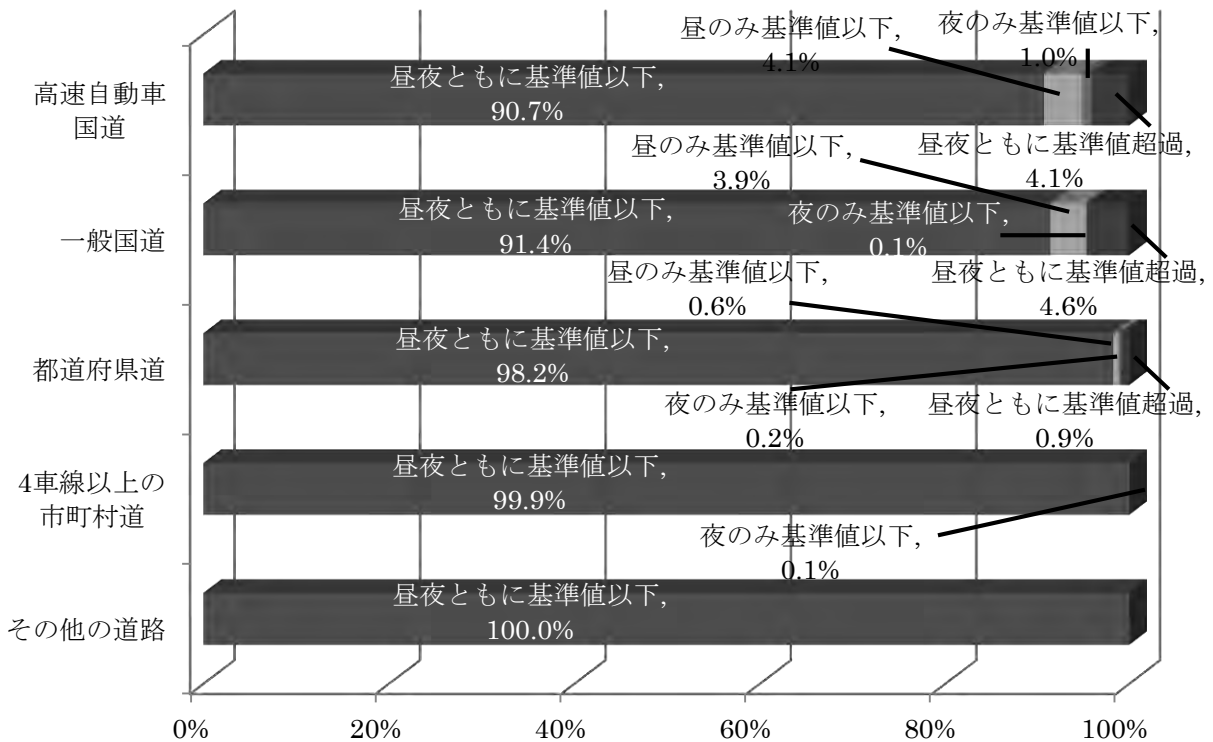 昼のみ基準値以下,
4.1%
夜のみ基準値以下,
1.0%
高速自動車
国道
昼夜ともに基準値以下,
90.7%
昼夜ともに基準値超過,
4.1%
昼のみ基準値以下,
3.9%
一般国道
昼夜ともに基準値以下,
91.4%
夜のみ基準値以下,
0.1%
昼夜ともに基準値超過,
4.6%
昼のみ基準値以下,
0.6%
都道府県道
昼夜ともに基準値以下,
98.2%
夜のみ基準値以下,
0.2%
昼夜ともに基準値超過,
0.9%
4車線以上の
市町村道
昼夜ともに基準値以下,
99.9%
夜のみ基準値以下,
0.1%
その他の道路
昼夜ともに基準値以下,
100.0%
0%
20%
40%
60%
80%
100%